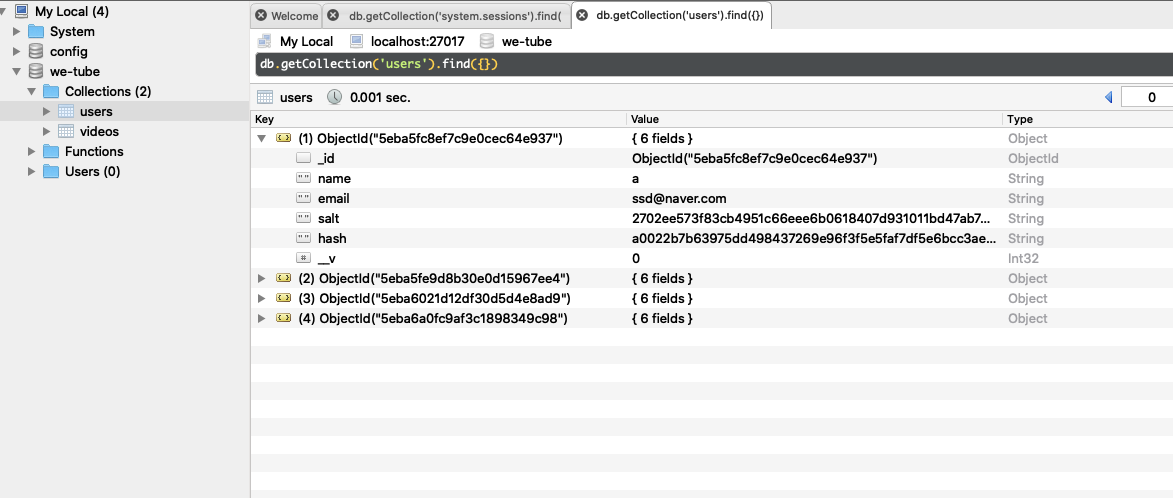 My Local (4)
System
config
we-tube
Collections (2)
users
videos
Functions
Users (0)
Welcome
db.getCollection('system.sessions').find(
db.getCollection('users').find({})
My Local
localhost:27017
we-tube
db.getCollection('users').find({})
users
0.001 sec.
0
Key Value Type
(1) ObjectId("5eba5fc8ef7c9e0cec64e937") { 6 fields } Object
_id ObjectId("5eba5fc8ef7c9e0cec64e937") ObjectId
name a String
email ssd@naver.com String
salt 2702ee573f83cb4951c66eee6b0618407d931011bd47ab7... String
hash a0022b7b63975dd498437269e96f3f5e5faf7df5e6bcc3ae... String
__v 0 Int32
(2) ObjectId("5eba5fe9d8b30e0d15967ee4") { 6 fields } Object
(3) ObjectId("5eba6021d12df30d5d4e8ad9") { 6 fields } Object
(4) ObjectId("5eba6a0fc9af3c1898349c98") { 6 fields } Object